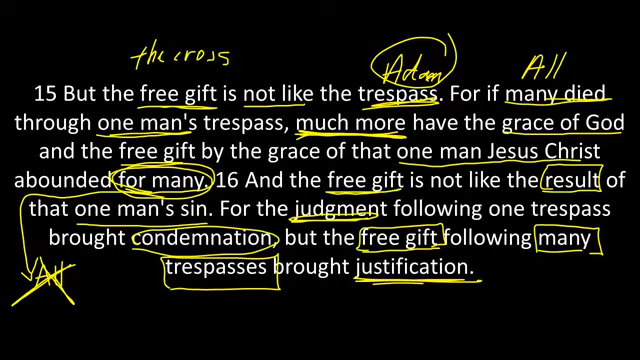 the cross Adam All
15 But the free gift is not like the trespass. For if many died
through one man's trespass, much more have the grace of God
and the free gift by the grace of that one man Jesus Christ
abounded for many. 16 And the free gift is not like the result of
that one man's sin. For the judgment following one trespass
brought condemnation, but the free gift following many
trespasses brought justification.
All